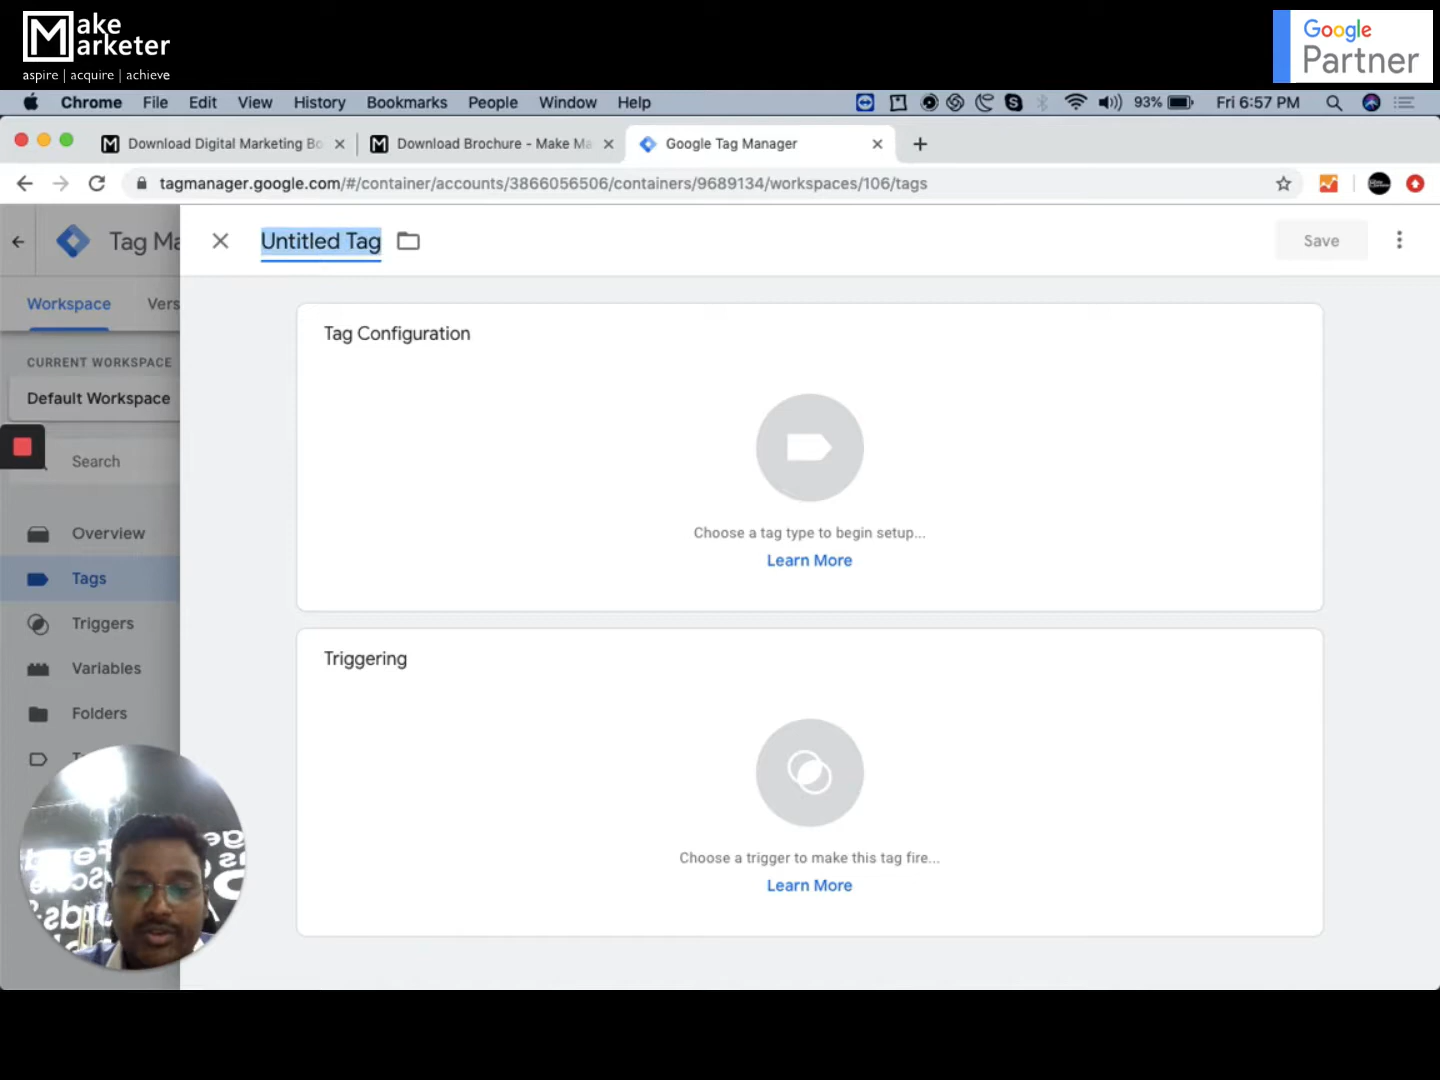 Make
Marketer
aspire | acquire | achieve
Google
Partner
Chrome File Edit View History Bookmarks People Window Help 93% Fri 6:57 PM
Download Digital Marketing Bo Download Brochure - Make Ma Google Tag Manager
tagmanager.google.com/#/container/accounts/3866056506/containers/9689134/workspaces/106/tags
Tag Ma
Untitled Tag
Save
Workspace Vers
Tag Configuration
CURRENT WORKSPACE
Default Workspace
Search
Choose a tag type to begin setup...
Learn More
Overview
Tags
Triggers
Variables
Folders
Triggering
Choose a trigger to make this tag fire...
Learn More